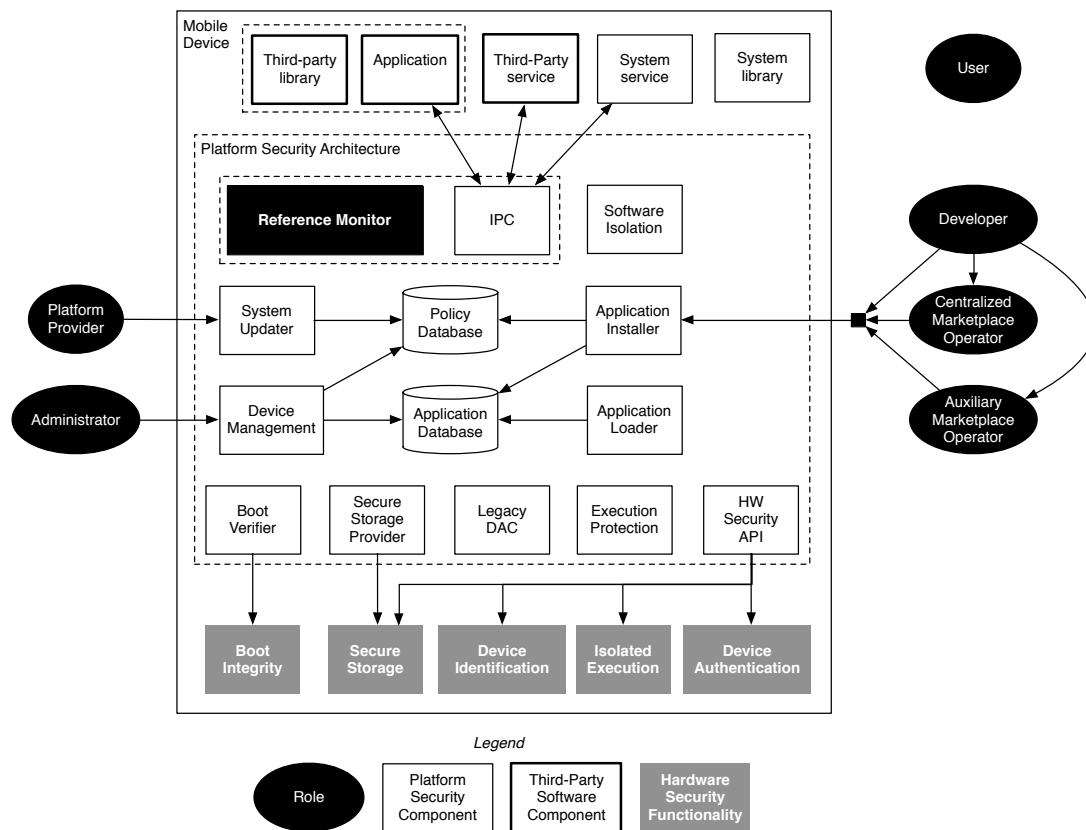 Mobile
Device
Third-party
library
Application
Third-Party
service
System
service
System
library
User
Platform Security Architecture
Reference Monitor
IPC
Software
Isolation
Developer
Platform
Provider
System
Updater
Policy
Database
Application
Installer
Centralized
Marketplace
Operator
Administrator
Device
Management
Application
Database
Application
Loader
Auxiliary
Marketplace
Operator
Boot
Verifier
Secure
Storage
Provider
Legacy
DAC
Execution
Protection
HW
Security
API
Boot
Integrity
Secure
Storage
Device
Identification
Isolated
Execution
Device
Authentication
Legend
Role
Platform
Security
Component
Third-Party
Software
Component
Hardware
Security
Functionality